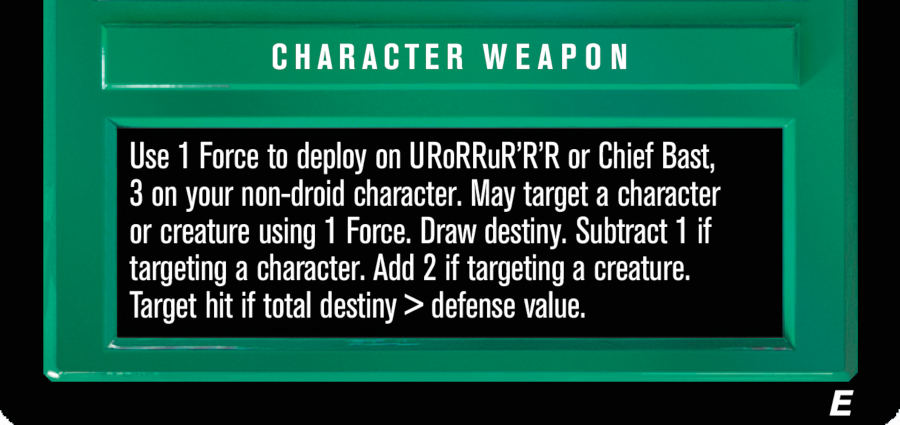 CHARACTER WEAPON
Use 1 Force to deploy on URoRRuR'R'R or Chief Bast,
3 on your non-droid character. May target a character
or creature using 1 Force. Draw destiny. Subtract 1 if
targeting a character. Add 2 if targeting a creature.
Target hit if total destiny > defense value.
E